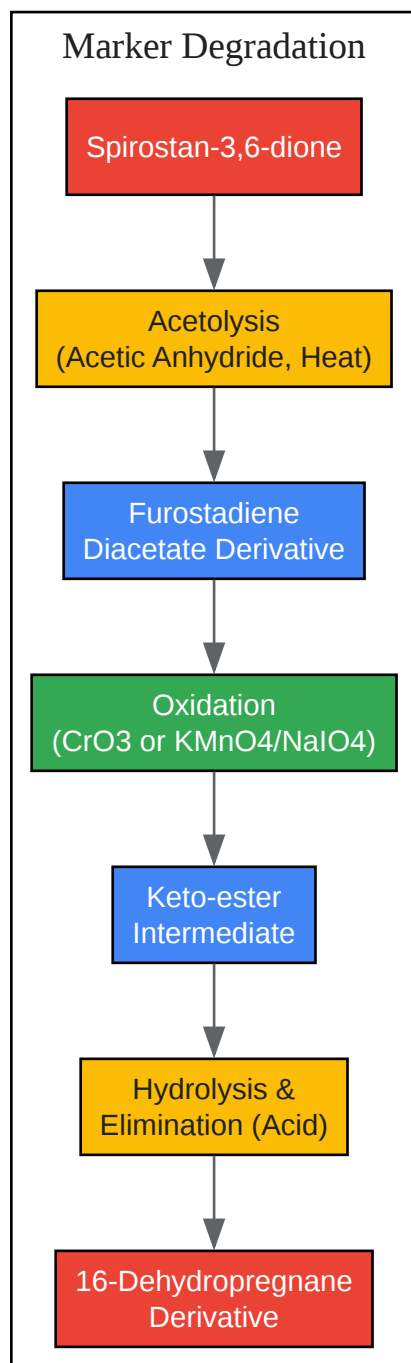 Marker Degradation
Spirostan-3,6-dione
Acetolysis
(Acetic Anhydride, Heat)
Furostadiene
Diacetate Derivative
Oxidation
(CrO3 or KMnO4/NaIO4)
Keto-ester
Intermediate
Hydrolysis &
Elimination (Acid)
16-Dehydropregnane
Derivative